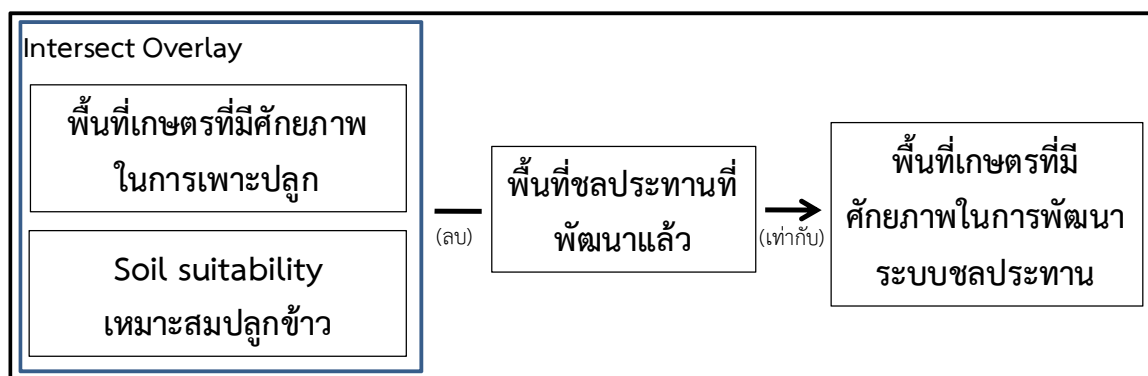 Intersect Overlay
พื้นที่เกษตรที่มีศักยภาพ
ในการเพาะปลูก
Soil suitability
เหมาะสมปลูกข้าว
(ลบ)
พื้นที่ชลประทานที่
พัฒนาแล้ว
(เท่ากับ)
พื้นที่เกษตรที่มี
ศักยภาพในการพัฒนา
ระบบชลประทาน